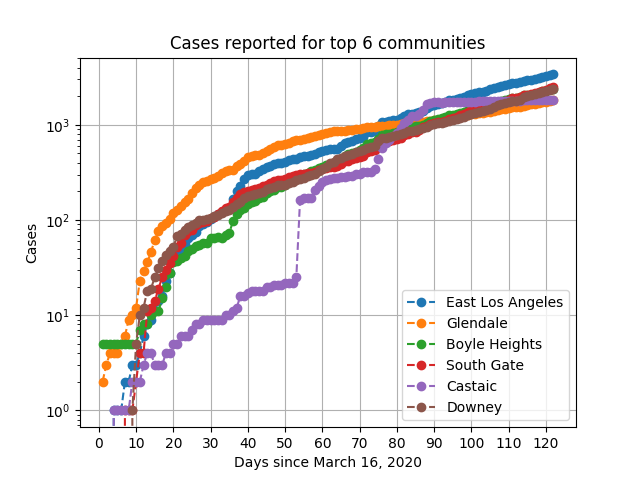 Cases reported for top 6 communities
Cases
10³
10²
10¹
10⁰
East Los Angeles
Glendale
Boyle Heights
South Gate
Castaic
Downey
0 10 20 30 40 50 60 70 80 90 100 110 120
Days since March 16, 2020